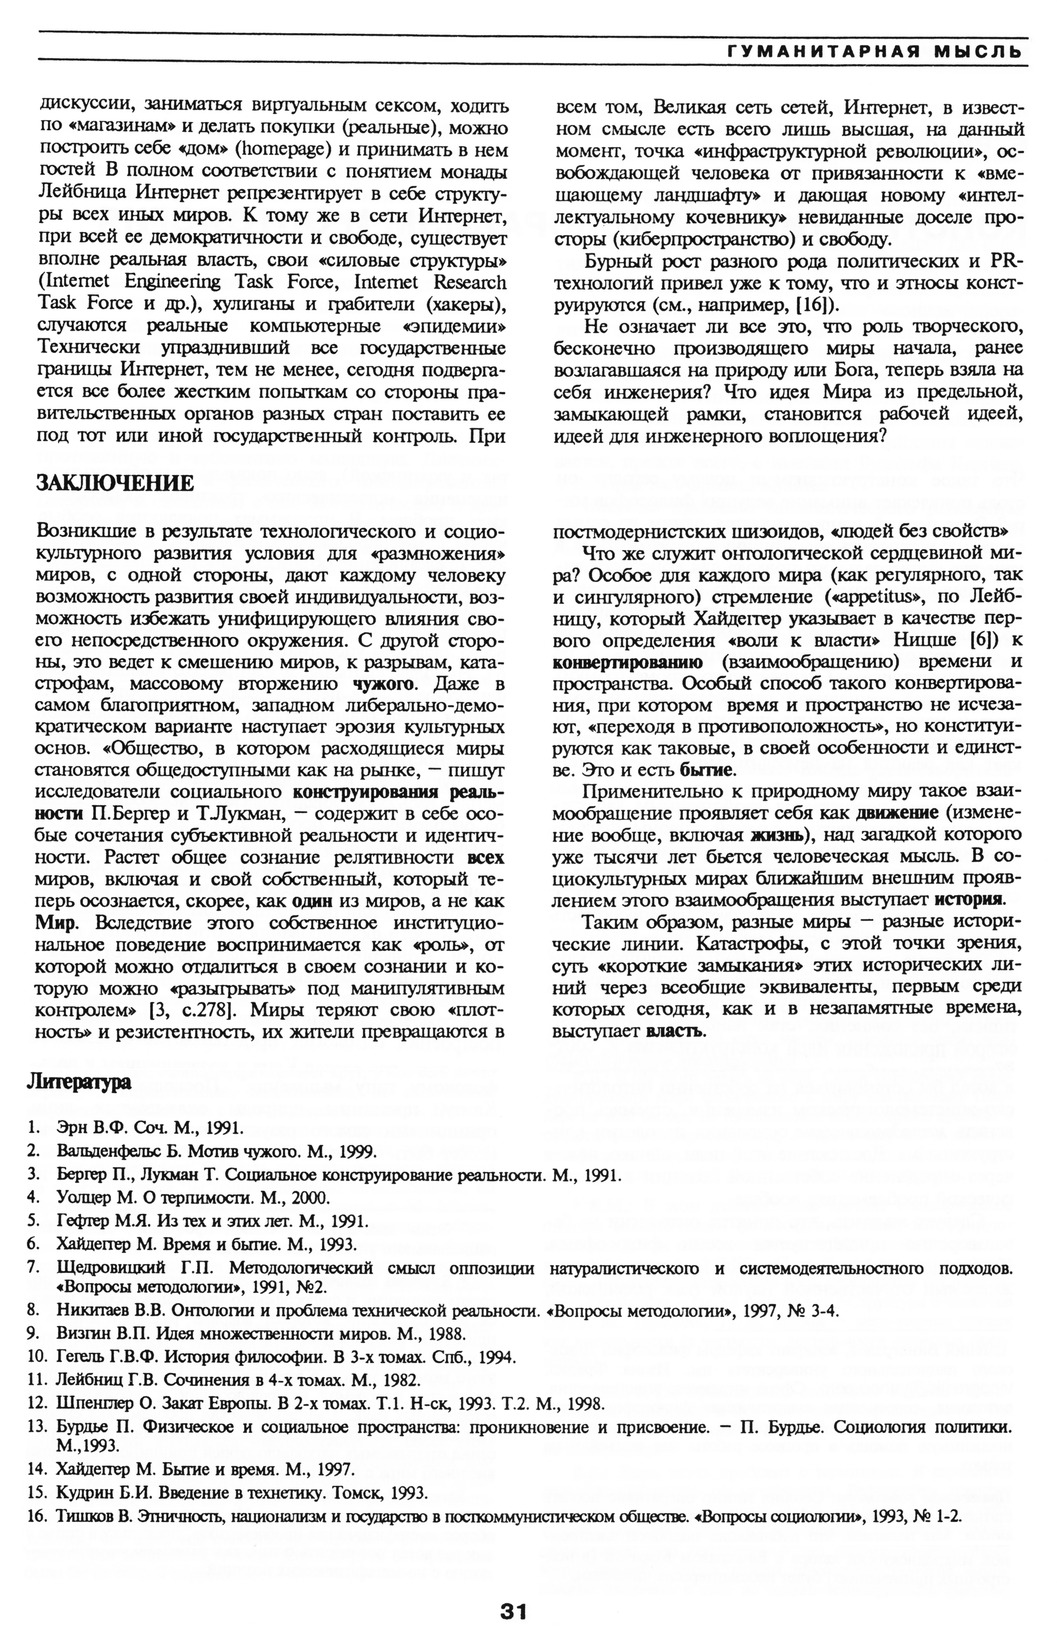 ГУМАНИТАРНАЯ МЫСЛЬ
дискуссии, заниматься виртуальным сексом, ходить
по «магазинам» и делать покупки (реальные), можно
построить себе «дом» (homepage) и принимать в нем
гостей В полном соответствии с понятием монады
Лейбница Интернет репрезентирует в себе структу-
ры всех иных миров. К тому же в сети Интернет,
при всей ее демократичности и свободе, существует
вполне реальная власть, свои «силовые структуры»
(Internet Engineering Task Force, Internet Research
Task Force и др.), хулиганы и грабители (хакеры),
случаются реальные компьютерные «эпидемии»
Технически упразднивший все государственные
границы Интернет, тем не менее, сегодня подверга-
ется все более жестким попыткам со стороны пра-
вительственных органов разных стран поставить ее
под тот или иной государственный контроль. При
всем том, Великая сеть сетей, Интернет, в извест-
ном смысле есть всего лишь высшая, на данный
момент, точка «инфраструктурной революции», ос-
вобождающей человека от привязанности к «вме-
щающему ландшафту» и дающая новому «интел-
лектуальному кочевнику» невиданные доселе про-
сторы (киберпространство) и свободу.
Бурный рост разного рода политических и PR-
технологий привел уже к тому, что и этносы конст-
руируются (см., например, [16]).
Не означает ли все это, что роль творческого,
бесконечно производящего миры начала, ранее
возлагавшаяся на природу или Бога, теперь взяла на
себя инженерия? Что идея Мира из предельной,
замыкающей рамки, становится рабочей идеей,
идеей для инженерного воплощения?
ЗАКЛЮЧЕНИЕ
Возникшие в результате технологического и социо-
культурного развития условия для «размножения»
миров, с одной стороны, дают каждому человеку
возможность развития своей индивидуальности, воз-
можность избежать унифицирующего влияния сво-
его непосредственного окружения. С другой сторо-
ны, это ведет к смешению миров, к разрывам, ката-
строфам, массовому вторжению чужого. Даже в
самом благоприятном, западном либерально-демо-
кратическом варианте наступает эрозия культурных
основ. «Общество, в котором расходящиеся миры
становятся общедоступными как на рынке, — пишут
исследователи социального конструирования реаль-
ности П.Бергер и Т.Лукман, — содержит в себе осо-
бые сочетания субъективной реальности и идентич-
ности. Растет общее сознание релятивности всех
миров, включая и свой собственный, который те-
перь осознается, скорее, как один из миров, а не как
Мир. Вследствие этого собственное институцио-
нальное поведение воспринимается как «роль», от
которой можно отдалиться в своем сознании и ко-
торую можно «разыгрывать» под манипулятивным
контролем» [3, с.278]. Миры теряют свою «плот-
ность» и резистентность, их жители превращаются в
постмодернистских шизоидов, «людей без свойств»
Что же служит онтологической сердцевиной ми-
ра? Особое для каждого мира (как регулярного, так
и сингулярного) стремление («appetitus», по Лейб-
ницу, который Хайдеггер указывает в качестве пер-
вого определения «воли к власти» Ницше [6]) к
конвертированию (взаимообращению) времени и
пространства. Особый способ такого конвертирова-
ния, при котором время и пространство не исчеза-
ют, «переходя в противоположность», но конституи-
руются как таковые, в своей особенности и единст-
ве. Это и есть бытие.
Применительно к природному миру такое взаи-
мообращение проявляет себя как движение (измене-
ние вообще, включая жизнь), над загадкой которого
уже тысячи лет бьется человеческая мысль. В со-
циокультурных мирах ближайшим внешним прояв-
лением этого взаимообращения выступает история.
Таким образом, разные миры — разные истори-
ческие линии. Катастрофы, с этой точки зрения,
суть «короткие замыкания» этих исторических ли-
ний через всеобщие эквиваленты, первым среди
которых сегодня, как и в незапамятные времена,
выступает власть.
Литература
1. Эрн В.Ф. Соч. М., 1991.
2. Вальденфельс Б. Мотив чужого. М., 1999.
3. Бергер П., Лукман Т. Социальное конструирование реальности. М., 1991.
4. Уолцер М. О терпимости. М., 2000.
5. Гефтер М.Я. Из тех и этих лет. М., 1991.
6. Хайдеггер М. Время и бытие. М., 1993.
7. Щедровицкий Г.П. Методологический смысл оппозиции натуралистического и системодеятельностного подходов.
«Вопросы методологии», 1991, №2.
8. Никитаев В.В. Онтологии и проблема технической реальности. «Вопросы методологии», 1997, № 3-4.
9. Визгин В.П. Идея множественности миров. М., 1988.
10. Гегель Г.В.Ф. История философии. В 3-х томах. Спб., 1994.
11. Лейбниц Г.В. Сочинения в 4-х томах. М., 1982.
12. Шпенглер О. Закат Европы. В 2-х томах. Т.1. Н-ск, 1993. Т.2. М., 1998.
13. Бурдье П. Физическое и социальное пространства: проникновение и присвоение. — П. Бурдье. Социология политики.
М.,1993.
14. Хайдеггер М. Бытие и время. М., 1997.
15. Кудрин Б.И. Введение в технетику. Томск, 1993.
16. Тишков В. Этничность, национализм и государство в посткоммунистическом обществе. «Вопросы социологии», 1993, № 1-2.
31